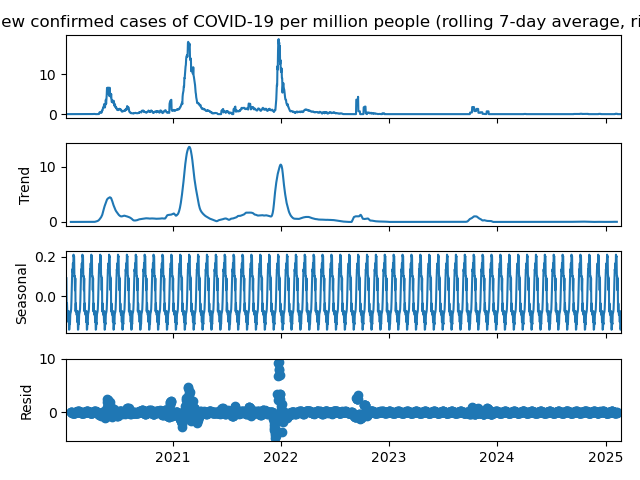 ew confirmed cases of COVID-19 per million people (rolling 7-day average, ri
10
0
Trend
10
0
Seasonal
0.2
0.0
Resid
10
0
2021 2022 2023 2024 2025